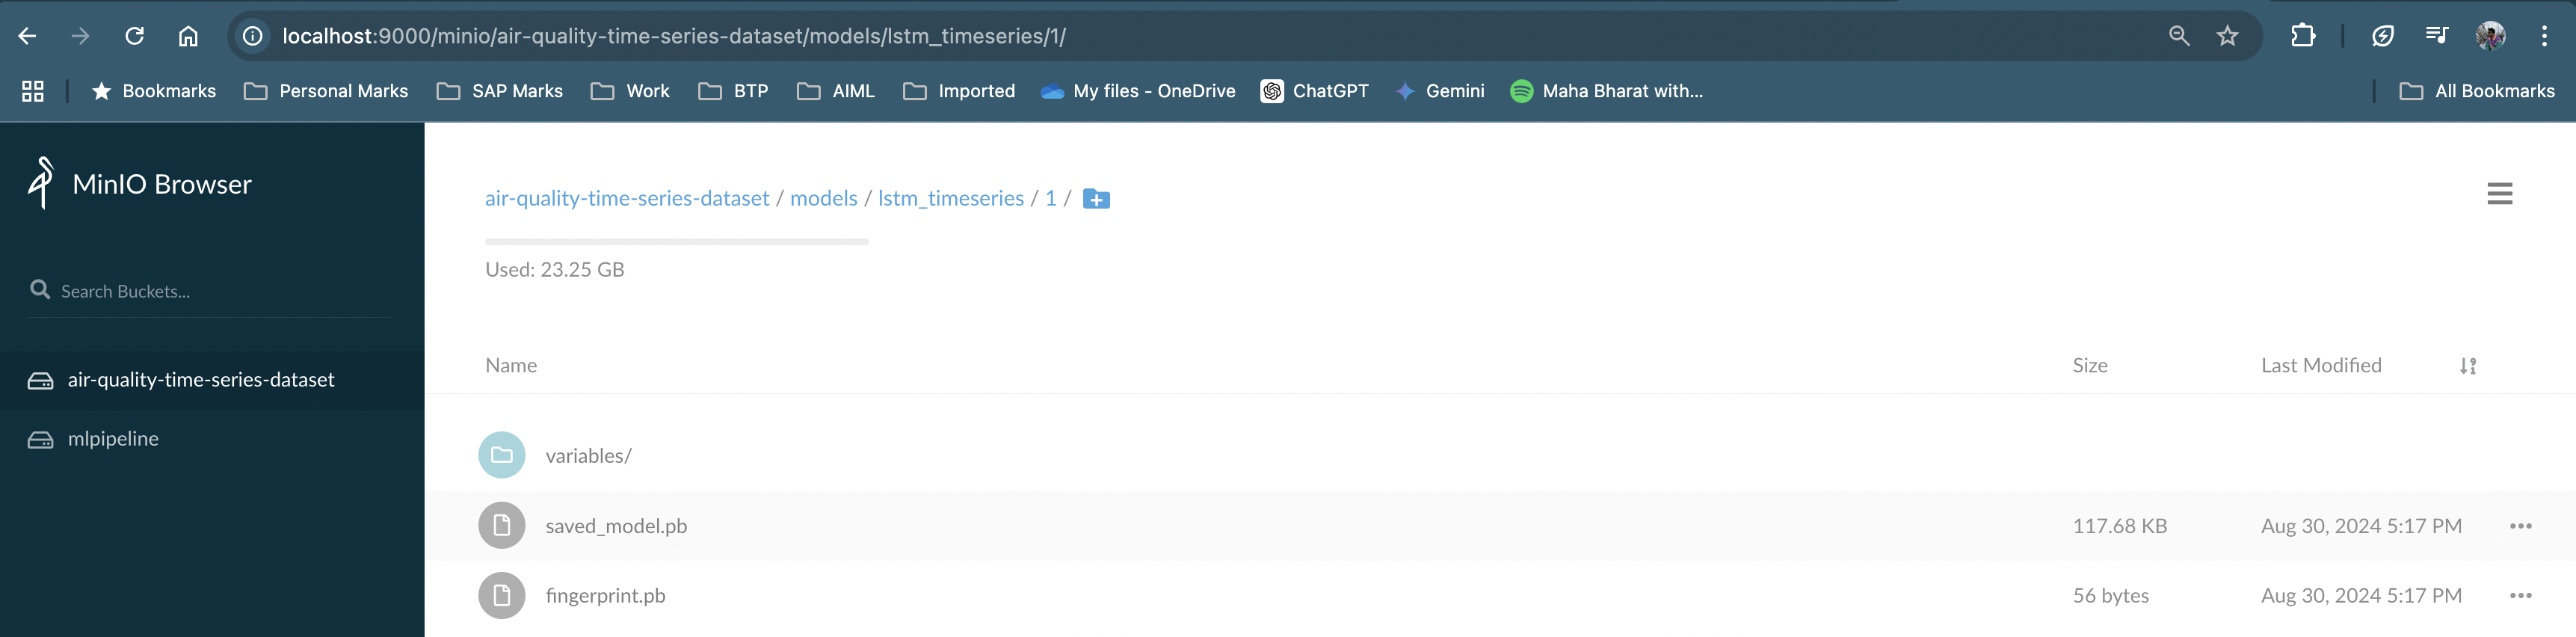 localhost:9000/minio/air-quality-time-series-dataset/models/lstm_timeseries/1/
Bookmarks Personal Marks SAP Marks Work BTP AIML Imported My files - OneDrive ChatGPT Gemini Maha Bharat with... All Bookmarks
MinIO Browser
Search Buckets...
air-quality-time-series-dataset
mlpipeline
air-quality-time-series-dataset / models / lstm_timeseries / 1 /
Used: 23.25 GB
Name Size Last Modified
variables/
saved_model.pb 117.68 KB Aug 30, 2024 5:17 PM
fingerprint.pb 56 bytes Aug 30, 2024 5:17 PM